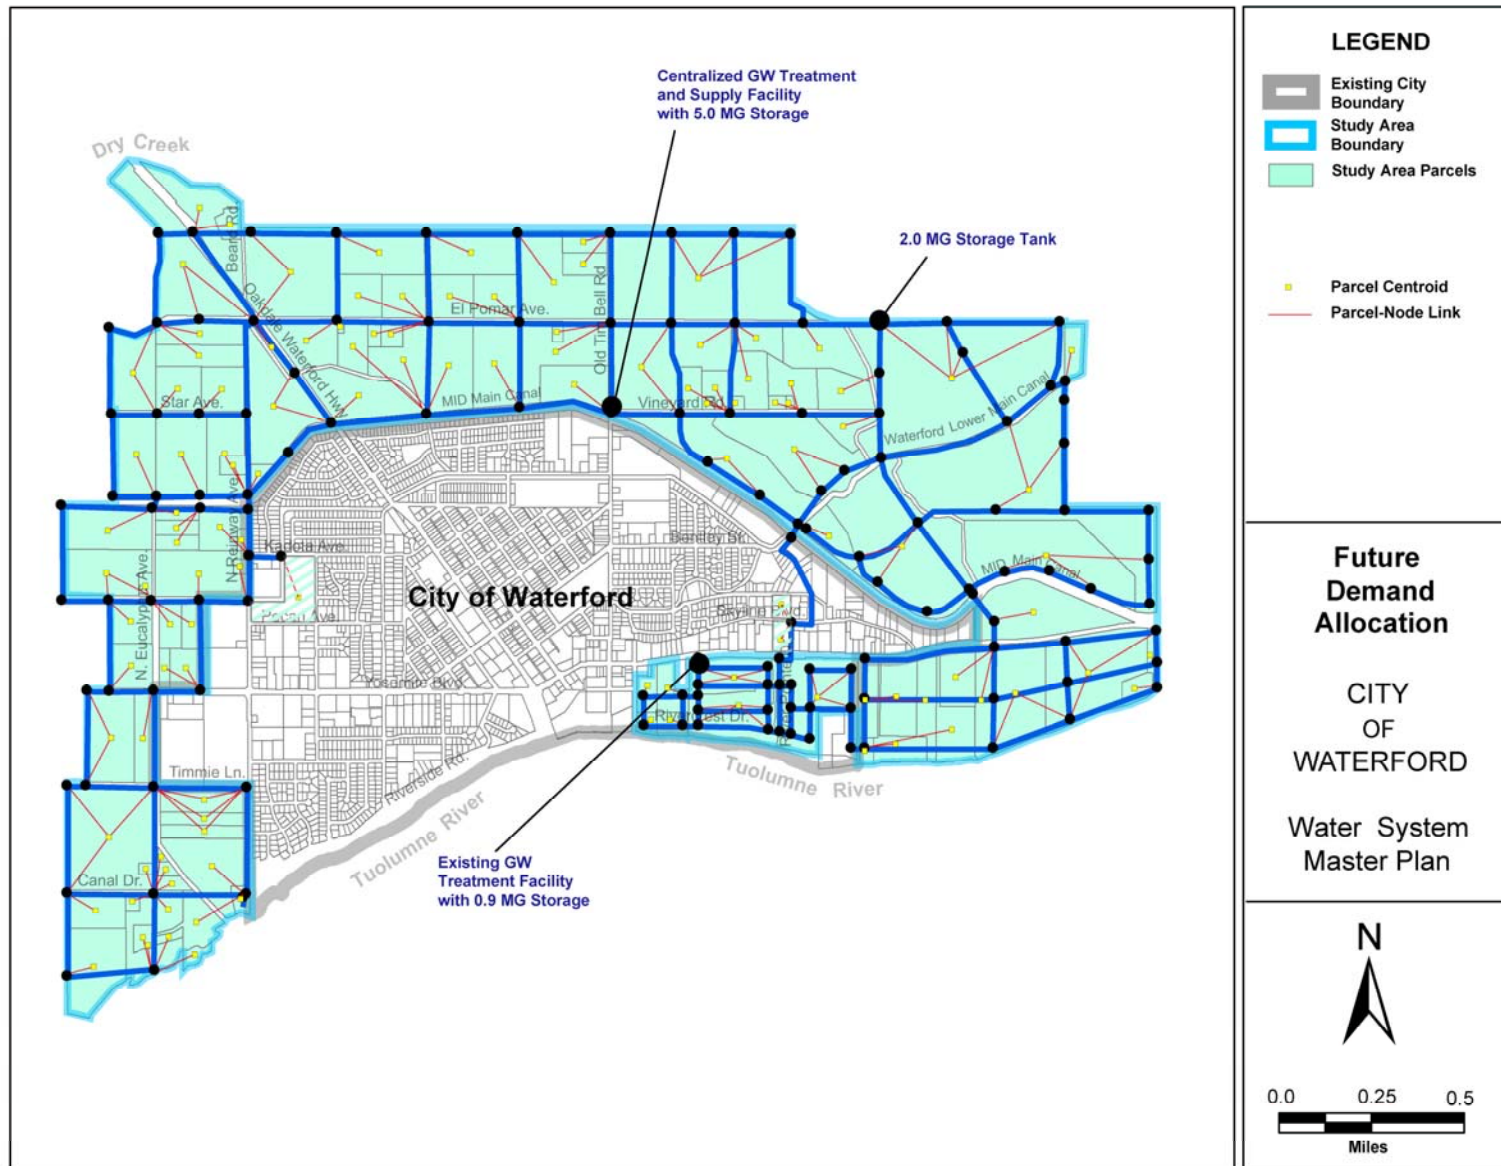 Centralized GW Treatment
and Supply Facility
with 5.0 MG Storage
Dry Creek
Beard Rd.
2.0 MG Storage Tank
Oakdale Waterford Hwy.
El Pomar Ave.
Old Tim Bell Rd
MID Main Canal
Star Ave.
Vineyard Rd.
Waterford Lower Main Canal
N Reinway Ave.
Kadota Ave.
Bentley St.
MID Main Canal
City of Waterford
Skyline Blvd.
Pecan Ave.
N. Eucalyptus Ave.
Yosemite Blvd.
Rivercrest Dr.
Timmie Ln.
Riverside Rd.
Tuolumne River
Tuolumne River
Canal Dr.
Existing GW
Treatment Facility
with 0.9 MG Storage
LEGEND
Existing City
Boundary
Study Area
Boundary
Study Area Parcels
Parcel Centroid
Parcel-Node Link
Future
Demand
Allocation
CITY
OF
WATERFORD
Water System
Master Plan
N
0.0 0.25 0.5
Miles